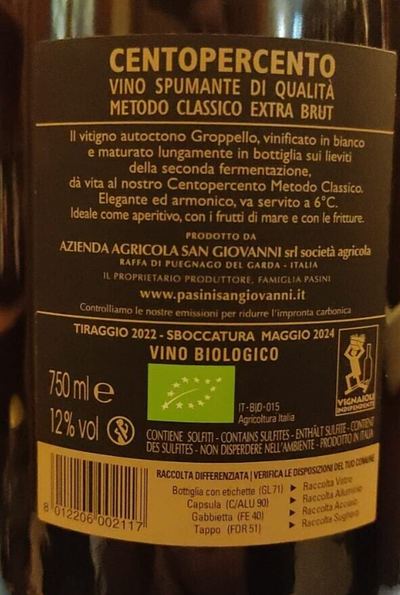 CENTOPERCENTO
VINO SPUMANTE DI QUALITÀ
METODO CLASSICO EXTRA BRUT
Il vitigno autoctono Groppello, vinificato in bianco
e maturato lungamente in bottiglia sui lieviti
della seconda fermentazione,
dà vita al nostro Centopercento Metodo Classico.
Elegante ed armonico, va servito a 6°C.
Ideale come aperitivo, con i frutti di mare e con le fritture.
PRODOTTO DA
AZIENDA AGRICOLA SAN GIOVANNI srl società agricola
RAFFA DI PUEGNAGO DEL GARDA - ITALIA
IL PROPRIETARIO PRODUTTORE, FAMIGLIA PASINI
www.pasinisangiovanni.it
Controlliamo le nostre emissioni per ridurre l'impronta carbonica
TIRAGGIO 2022 - SBOCCATURA MAGGIO 2024
VINO BIOLOGICO
750 ml e
12% vol
IT-BIO-015
Agricoltura Italia
VIGNAIOLI
INDIPENDENTI
CONTIENE SOLFITI - CONTAINS SULFITES - ENTHÄLT SULFITE - CONTIENT
DES SULFITES - NON DISPERDERE NELL'AMBIENTE - PRODOTTO IN ITALIA
RACCOLTA DIFFERENZIATA | VERIFICA LE DISPOSIZIONI DEL TUO COMUNE
Bottiglia con etichette (GL 71) Raccolta Vetro
Capsula (C/ALU 90) Raccolta Alluminio
Gabbietta (FE 40) Raccolta Acciaio
Tappo (FOR 51) Raccolta Sughero
8 012206 002117